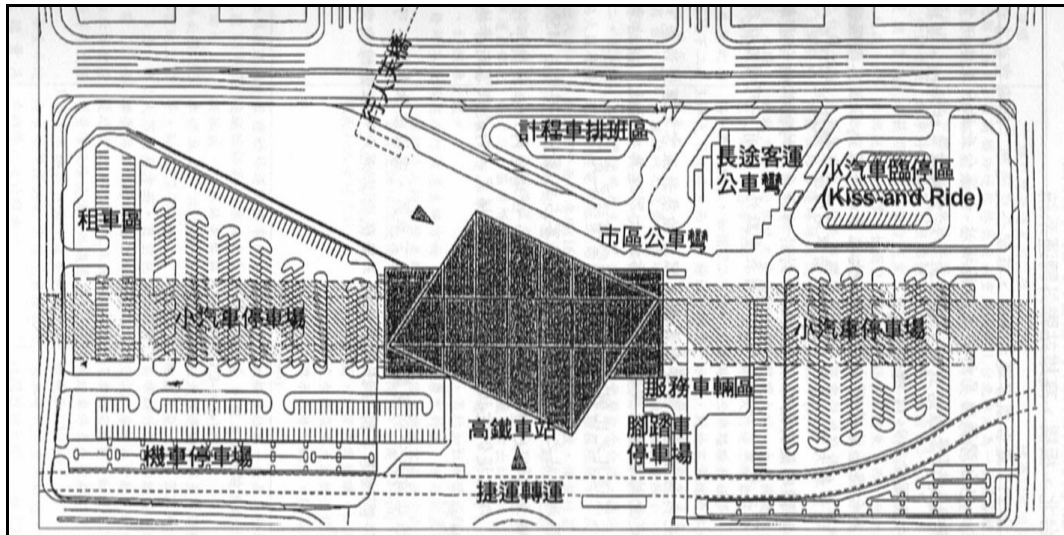 行人天橋
計程車排班區
長途客運
公車彎
小汽車臨停區
(Kiss and Ride)
租車區
市區公車彎
小汽車停車場
小汽車停車場
服務車輛區
高鐵車站
腳踏車
停車場
機車停車場
捷運轉運